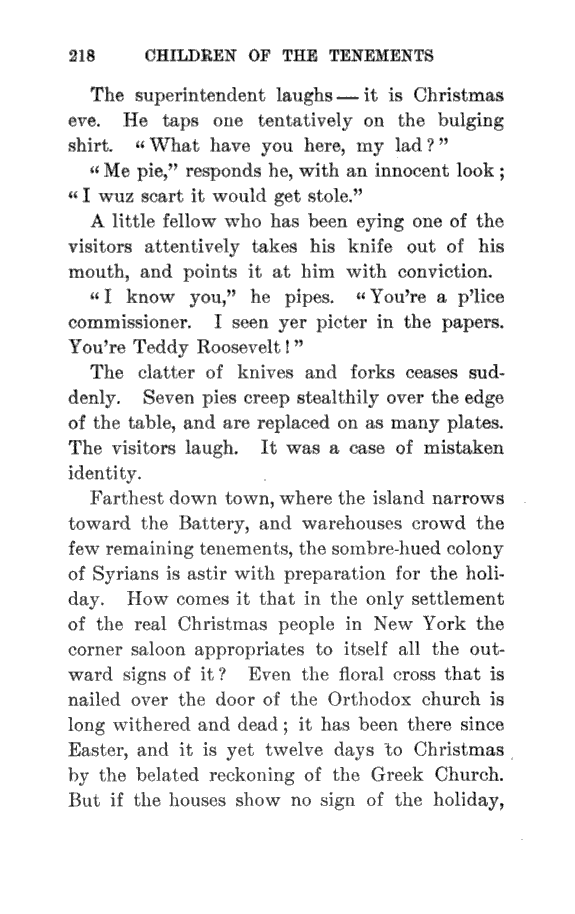 218 CHILDREN OF THE TENEMENTS
The superintendent laughs — it is Christmas
eve. He taps one tentatively on the bulging
shirt. “What have you here, my lad?”
“Me pie,” responds he, with an innocent look;
“I wuz scart it would get stole.”
A little fellow who has been eying one of the
visitors attentively takes his knife out of his
mouth, and points it at him with conviction.
“I know you,” he pipes. “You're a p'lice
commissioner. I seen yer picter in the papers.
You're Teddy Roosevelt!”
The clatter of knives and forks ceases sud-
denly. Seven pies creep stealthily over the edge
of the table, and are replaced on as many plates.
The visitors laugh. It was a case of mistaken
identity.
Farthest down town, where the island narrows
toward the Battery, and warehouses crowd the
few remaining tenements, the sombre-hued colony
of Syrians is astir with preparation for the holi-
day. How comes it that in the only settlement
of the real Christmas people in New York the
corner saloon appropriates to itself all the out-
ward signs of it? Even the floral cross that is
nailed over the door of the Orthodox church is
long withered and dead; it has been there since
Easter, and it is yet twelve days to Christmas
by the belated reckoning of the Greek Church.
But if the houses show no sign of the holiday,